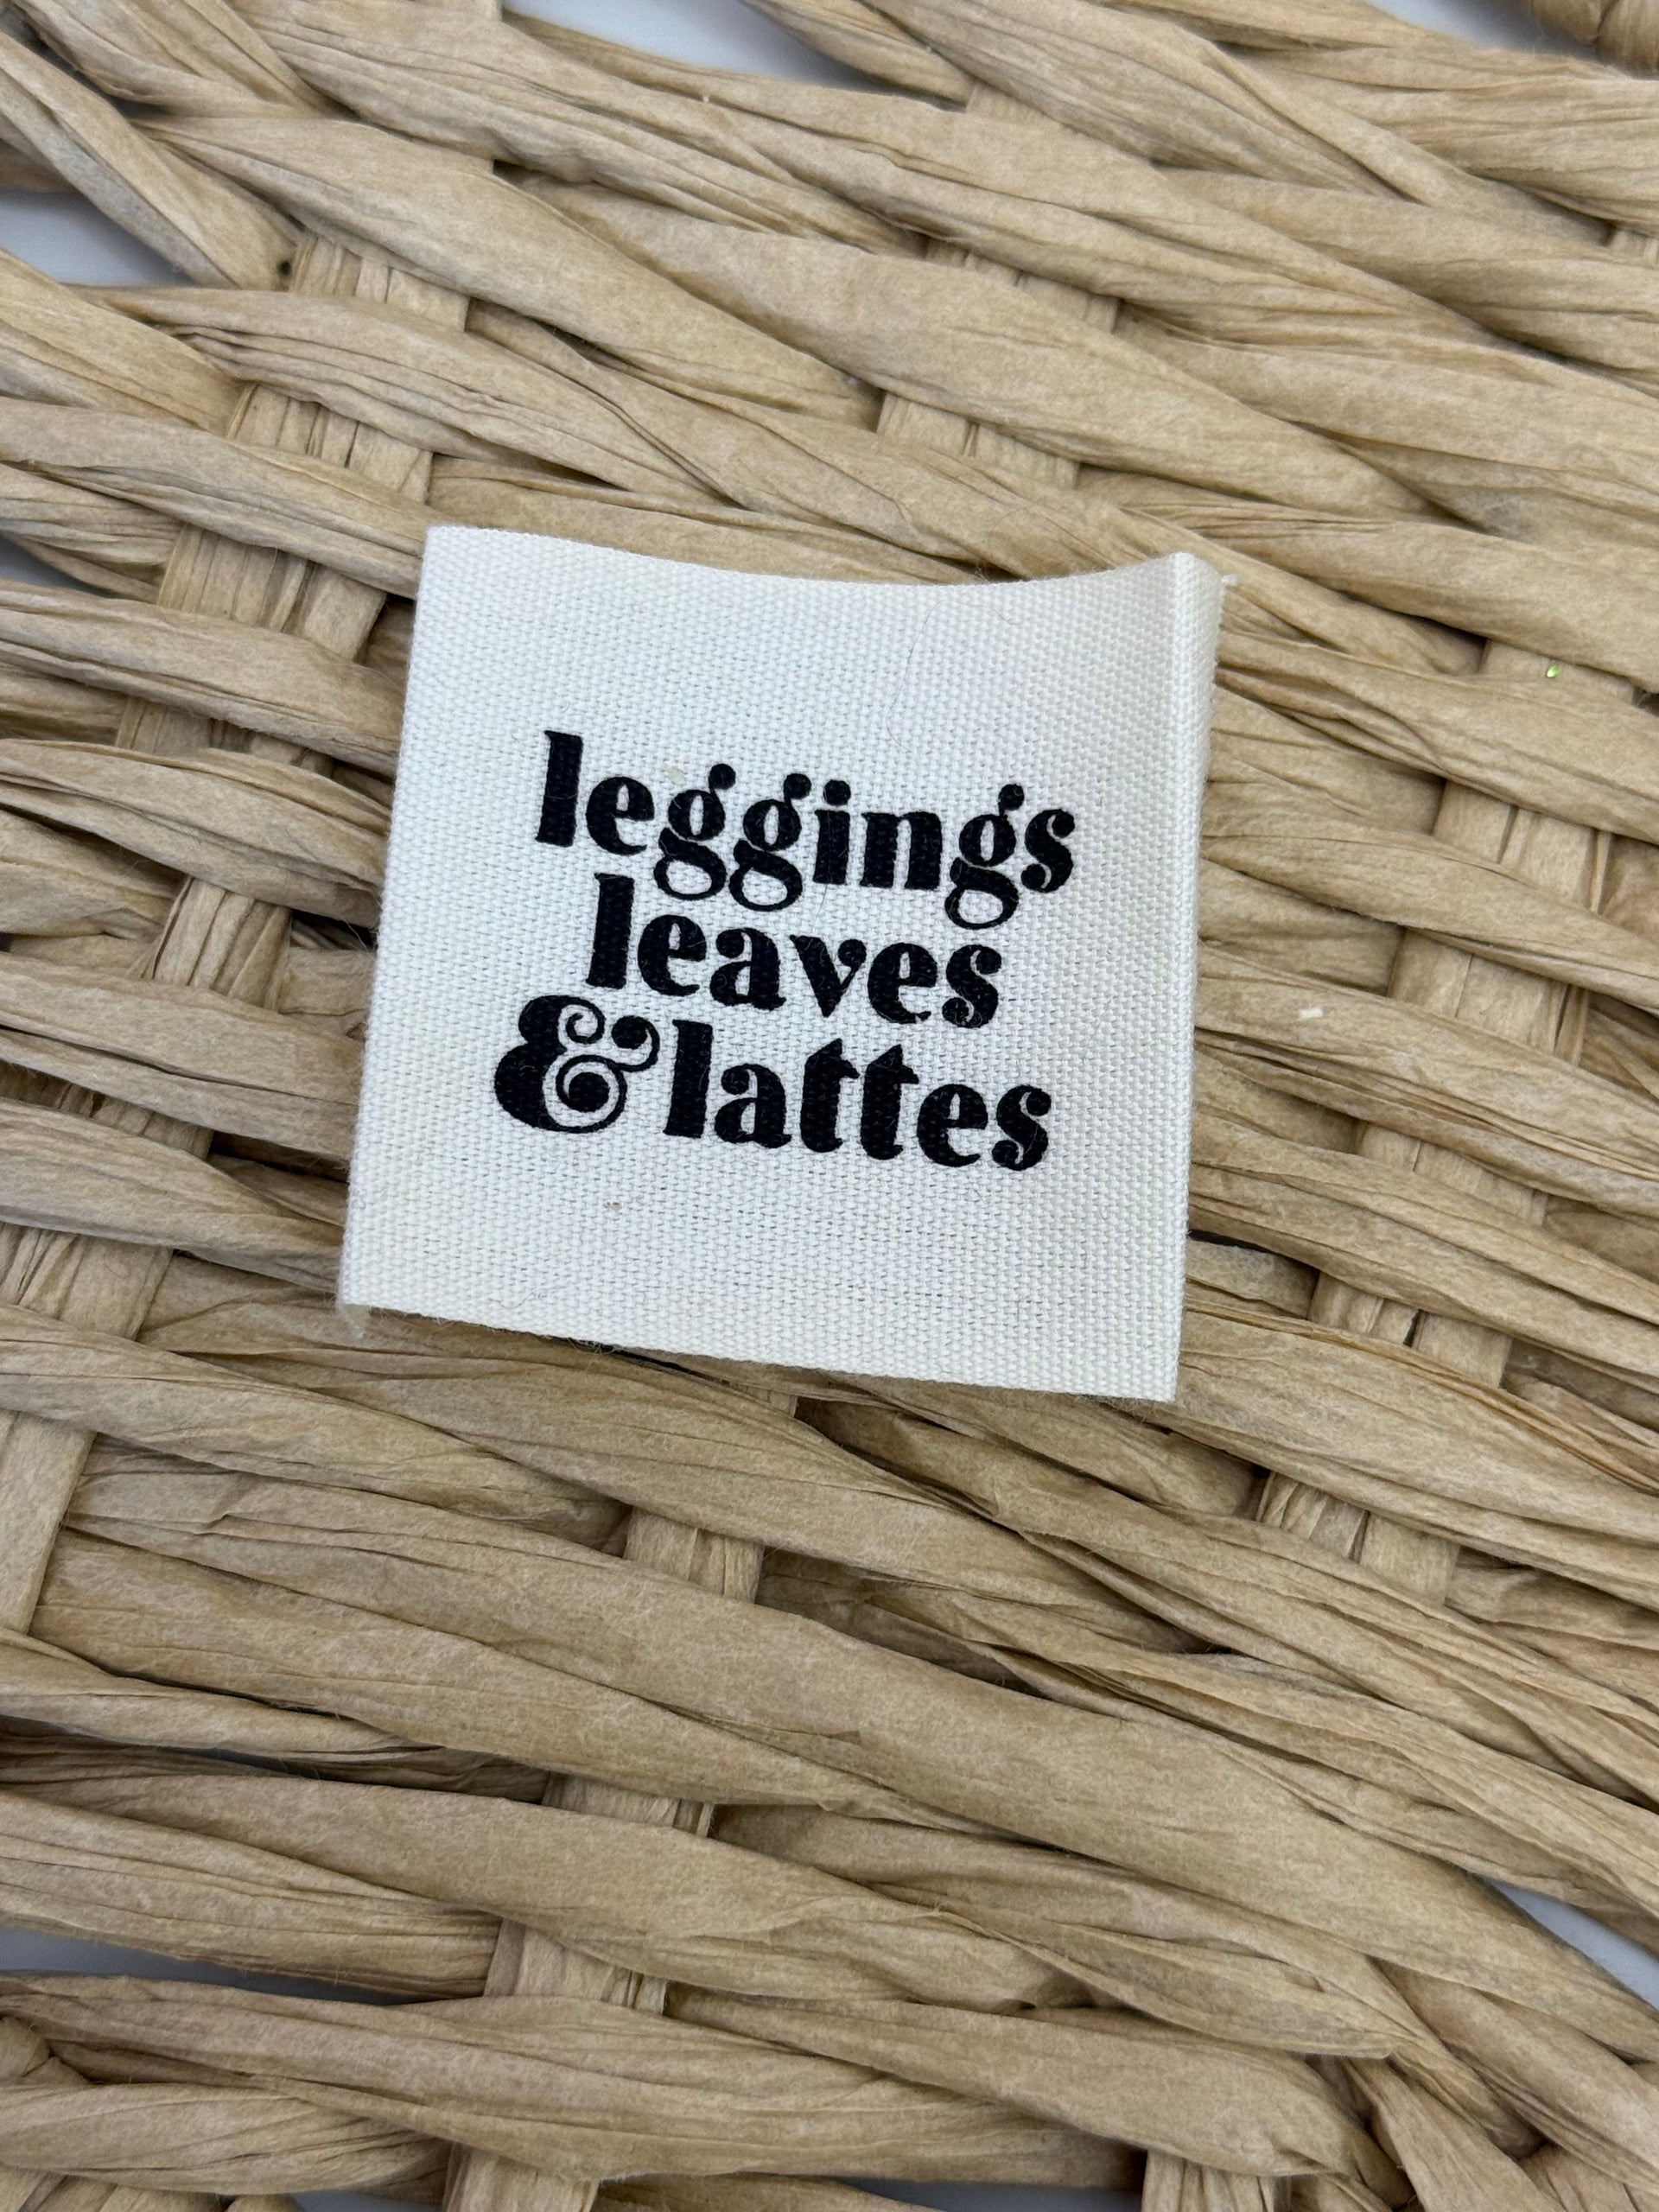 leggings
leaves
& lattes